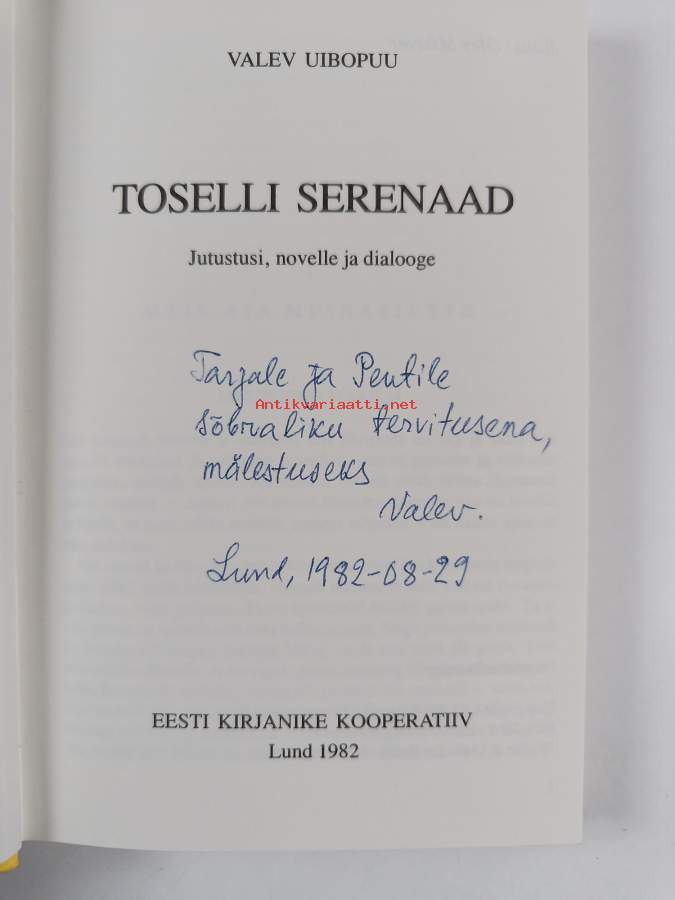 VALEV UIBOPUU
TOSELLI SERENAAD
Jutustusi, novelle ja dialooge
Tarjale ja Pentile
Antikvariaatti.net
sõbraliku tervitusena,
mälestuseks
Valev.
Lund, 1982-08-29
EESTI KIRJANIKE KOOPERATIIV
Lund 1982